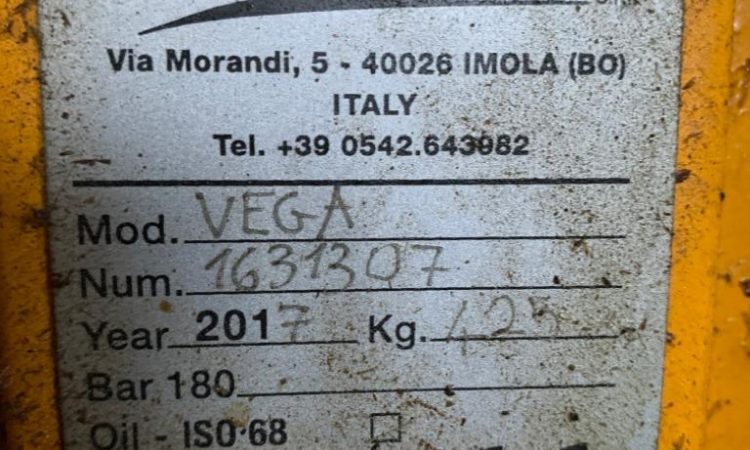 Via Morandi, 5 - 40026 IMOLA (BO)
ITALY
Tel. +39 0542.643982
Mod. VEGA
Num. 1631307
Year 2017 Kg.
Bar 180
Oil - ISO-68